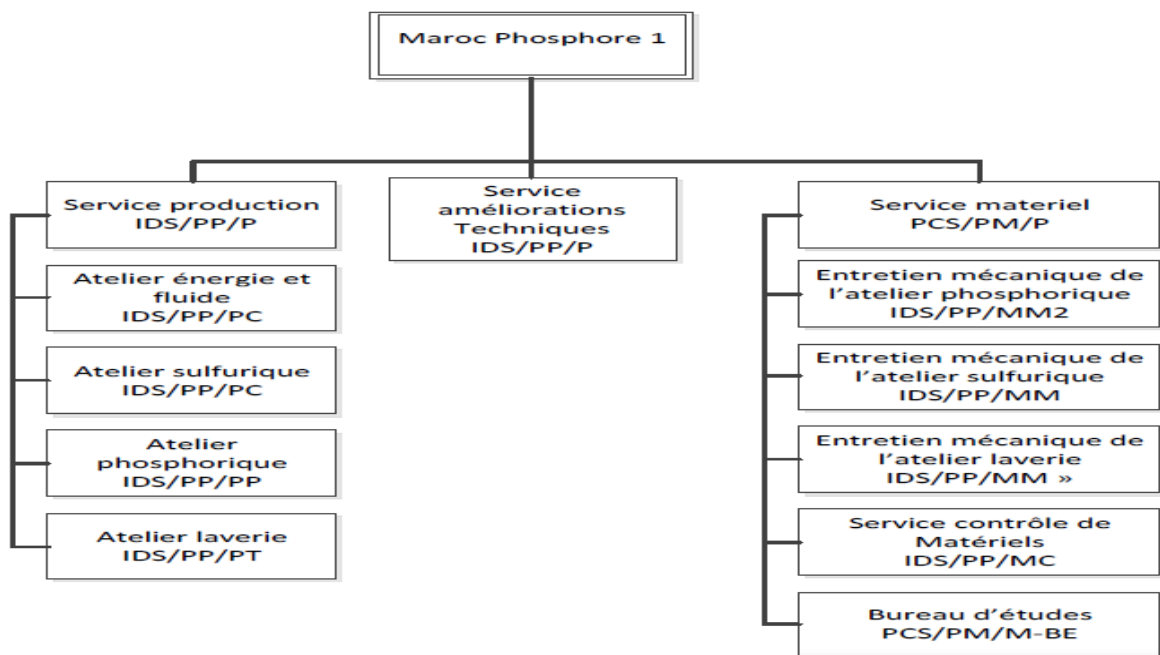 Maroc Phosphore 1
Service production
IDS/PP/P
Atelier énergie et
fluide
IDS/PP/PC
Atelier sulfurique
IDS/PP/PC
Atelier
phosphorique
IDS/PP/PP
Atelier laverie
IDS/PP/PT
Service
améliorations
Techniques
IDS/PP/P
Service materiel
PCS/PM/P
Entretien mécanique de
l’atelier phosphorique
IDS/PP/MM2
Entretien mécanique de
l’atelier sulfurique
IDS/PP/MM
Entretien mécanique de
l’atelier laverie
IDS/PP/MM »
Service contrôle de
Matériels
IDS/PP/MC
Bureau d’études
PCS/PM/M-BE